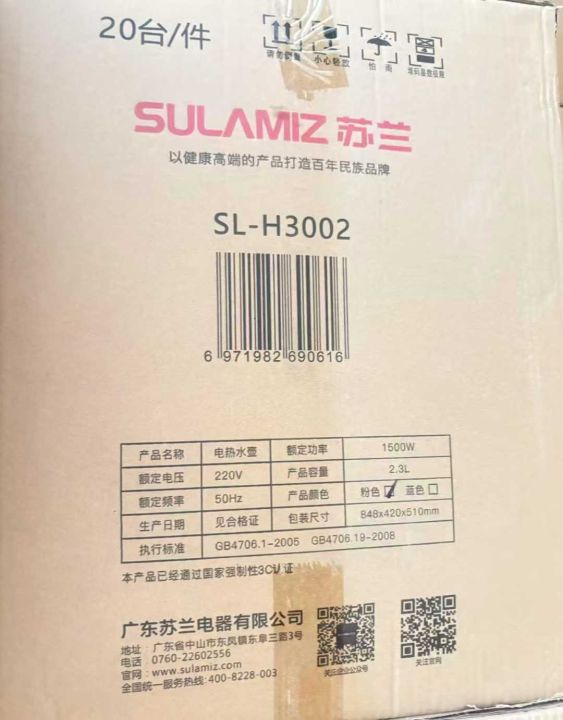 20台/件
请勿倒置 小心轻放 怕雨 堆码层数极限
SULAMIZ 苏兰
以健康高端的产品打造百年民族品牌
SL-H3002
6 971982 690616
产品名称 电热水壶 额定功率 1500W
额定电压 220V 产品容量 2.3L
额定频率 50Hz 产品颜色 粉色 蓝色
生产日期 见合格证 包装尺寸 848x420x510mm
执行标准 GB4706.1-2005 GB4706.19-2008
本产品已经通过国家强制性3C认证
广东苏兰电器有限公司
地址：广东省中山市东凤镇东阜三路3号
电话：0760-22602556
官网：www.sulamiz.com
全国统一服务热线:400-8228-003
关注企业公众号
关注官网